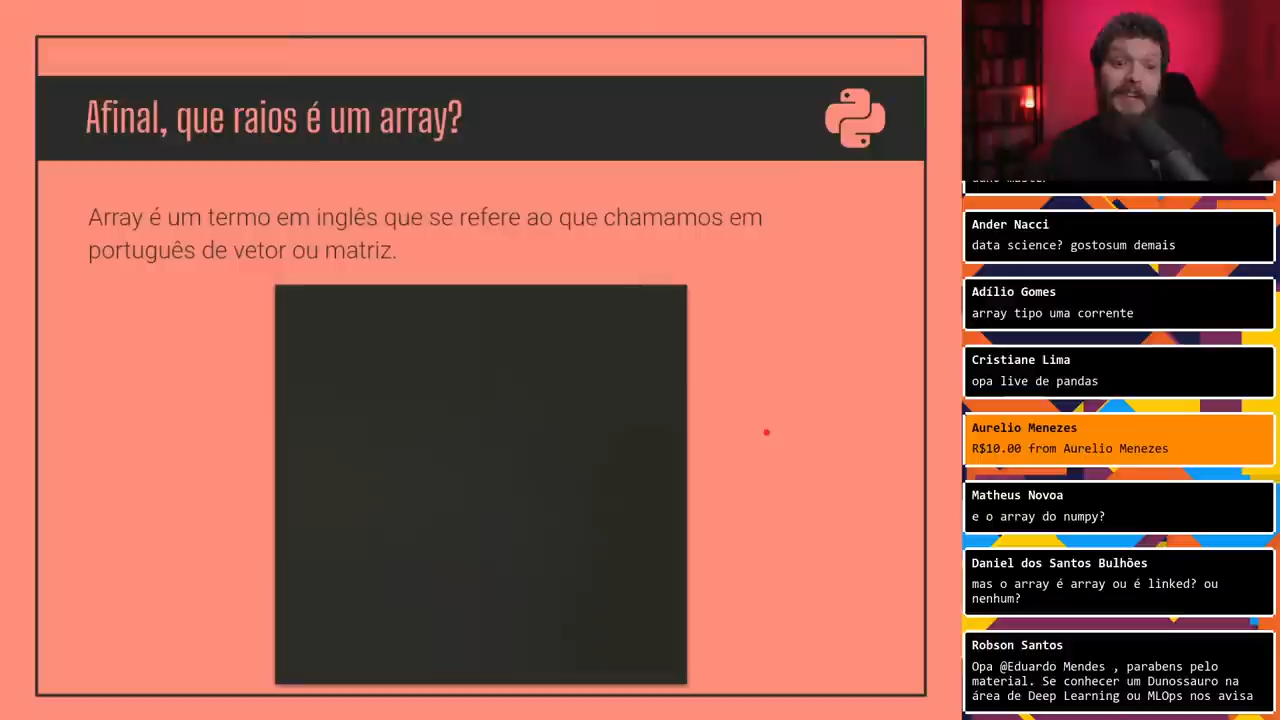 Afinal, que raios é um array?
Array é um termo em inglês que se refere ao que chamamos em
português de vetor ou matriz.
Ander Nacci
data science? gostosum demais
Adílio Gomes
array tipo uma corrente
Cristiane Lima
opa live de pandas
Aurelio Menezes
R$10.00 from Aurelio Menezes
Matheus Novoa
e o array do numpy?
Daniel dos Santos Bulhões
mas o array é array ou é linked? ou
nenhum?
Robson Santos
Opa @Eduardo Mendes , parabens pelo
material. Se conhecer um Dunossauro na
área de Deep Learning ou MLOps nos avisa